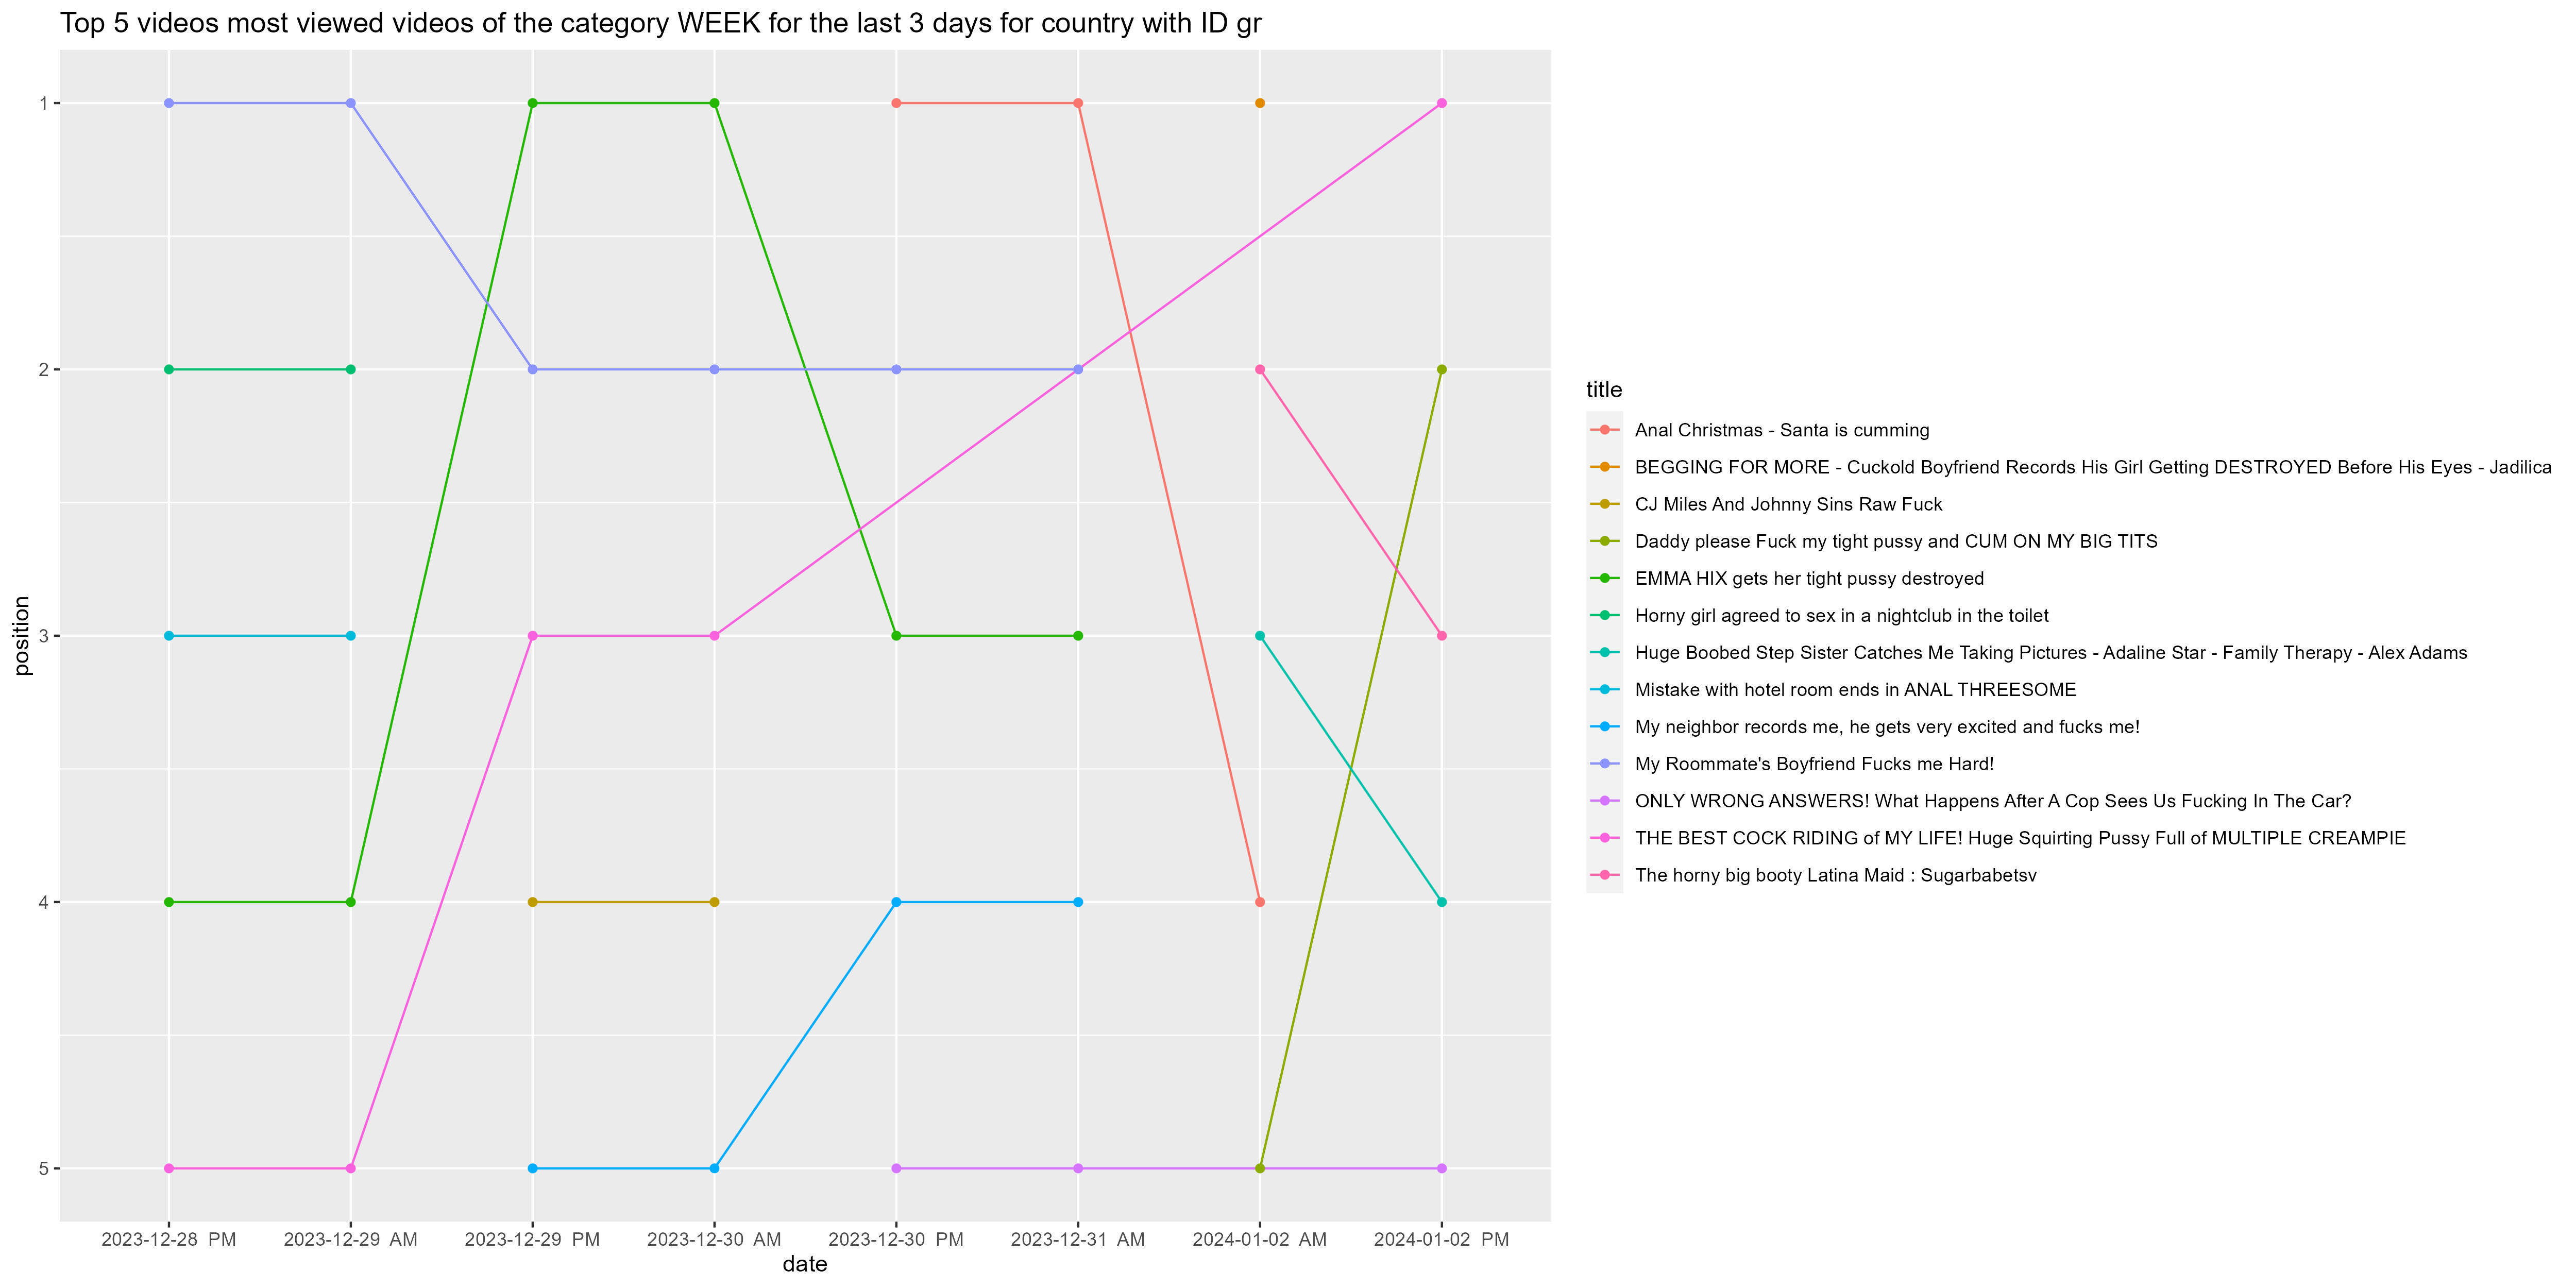 Top 5 videos most viewed videos of the category WEEK for the last 3 days for country with ID gr
1
2
3
4
5
position
2023-12-28 PM
2023-12-29 AM
2023-12-29 PM
2023-12-30 AM
2023-12-30 PM
2023-12-31 AM
2024-01-02 AM
2024-01-02 PM
date
title
Anal Christmas - Santa is cumming
BEGGING FOR MORE - Cuckold Boyfriend Records His Girl Getting DESTROYED Before His Eyes - Jadilica
CJ Miles And Johnny Sins Raw Fuck
Daddy please Fuck my tight pussy and CUM ON MY BIG TITS
EMMA HIX gets her tight pussy destroyed
Horny girl agreed to sex in a nightclub in the toilet
Huge Boobed Step Sister Catches Me Taking Pictures - Adaline Star - Family Therapy - Alex Adams
Mistake with hotel room ends in ANAL THREESOME
My neighbor records me, he gets very excited and fucks me!
My Roommate's Boyfriend Fucks me Hard!
ONLY WRONG ANSWERS! What Happens After A Cop Sees Us Fucking In The Car?
THE BEST COCK RIDING of MY LIFE! Huge Squirting Pussy Full of MULTIPLE CREAMPIE
The horny big booty Latina Maid : Sugarbabetsv